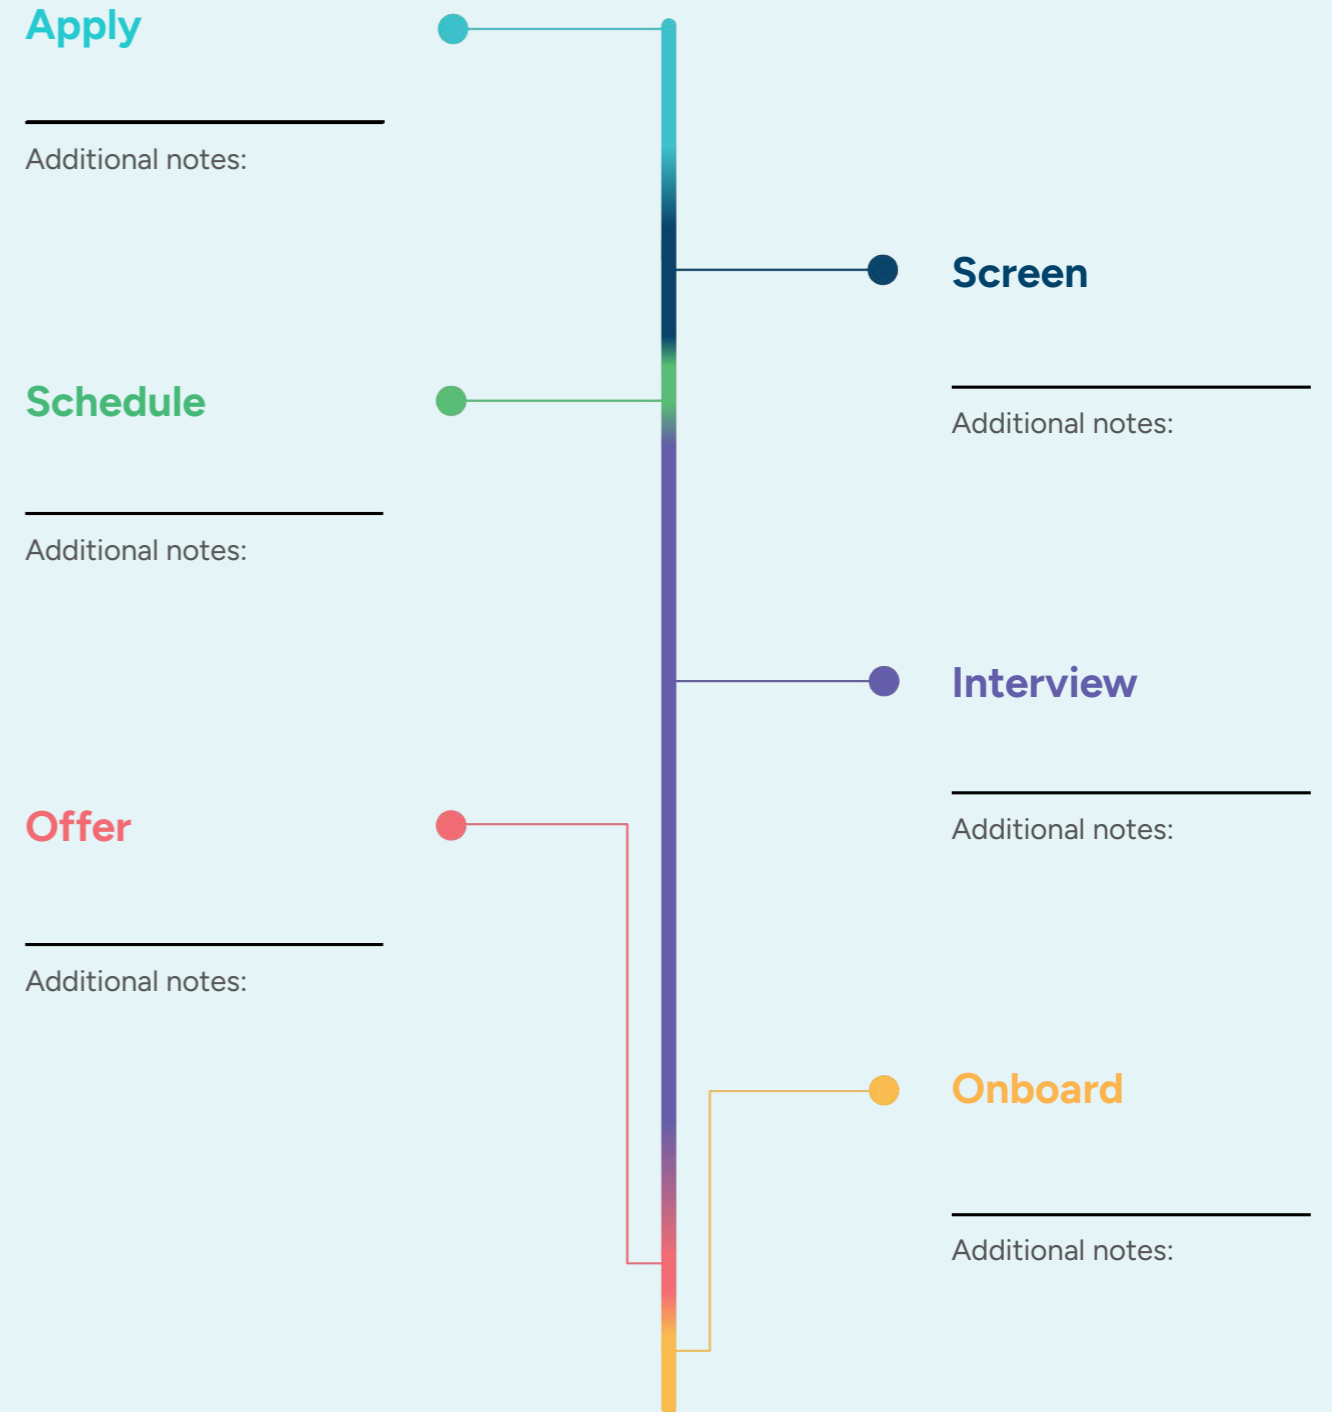 Apply
Additional notes:
Screen
Additional notes:
Schedule
Additional notes:
Interview
Additional notes:
Offer
Additional notes:
Onboard
Additional notes: